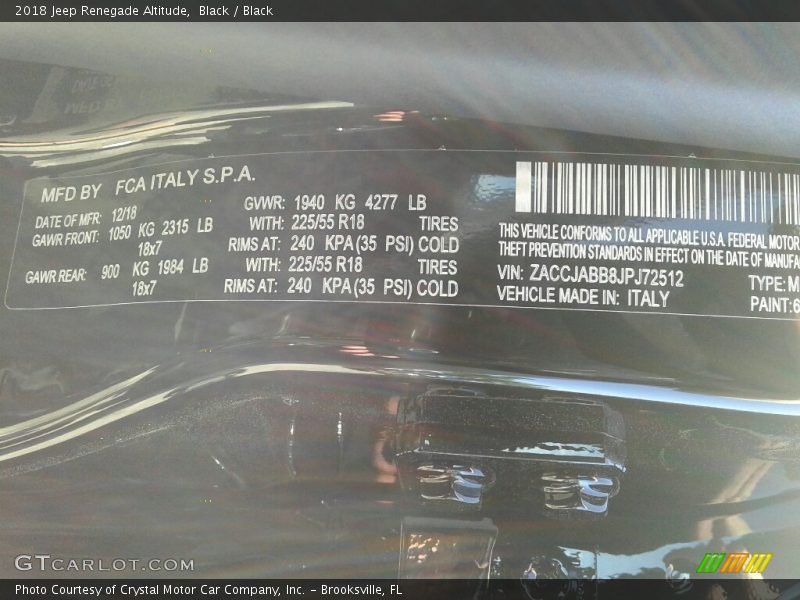 2018 Jeep Renegade Altitude, Black / Black
MFD BY FCA ITALY S.P.A.
DATE OF MFR: 12/18
GAWR FRONT: 1050 KG 2315 LB
18x7
GAWR REAR: 900 KG 1984 LB
18x7
GVWR: 1940 KG 4277 LB
WITH: 225/55 R18 TIRES
RIMS AT: 240 KPA(35 PSI) COLD
WITH: 225/55 R18 TIRES
RIMS AT: 240 KPA(35 PSI) COLD
THIS VEHICLE CONFORMS TO ALL APPLICABLE U.S.A. FEDERAL MOTOR
THEFT PREVENTION STANDARDS IN EFFECT ON THE DATE OF MANUFA
VIN: ZACCJABB8JPJ72512
TYPE: M
VEHICLE MADE IN: ITALY
PAINT: 6
GTCARLOT.COM
Photo Courtesy of Crystal Motor Car Company, Inc. – Brooksville, FL